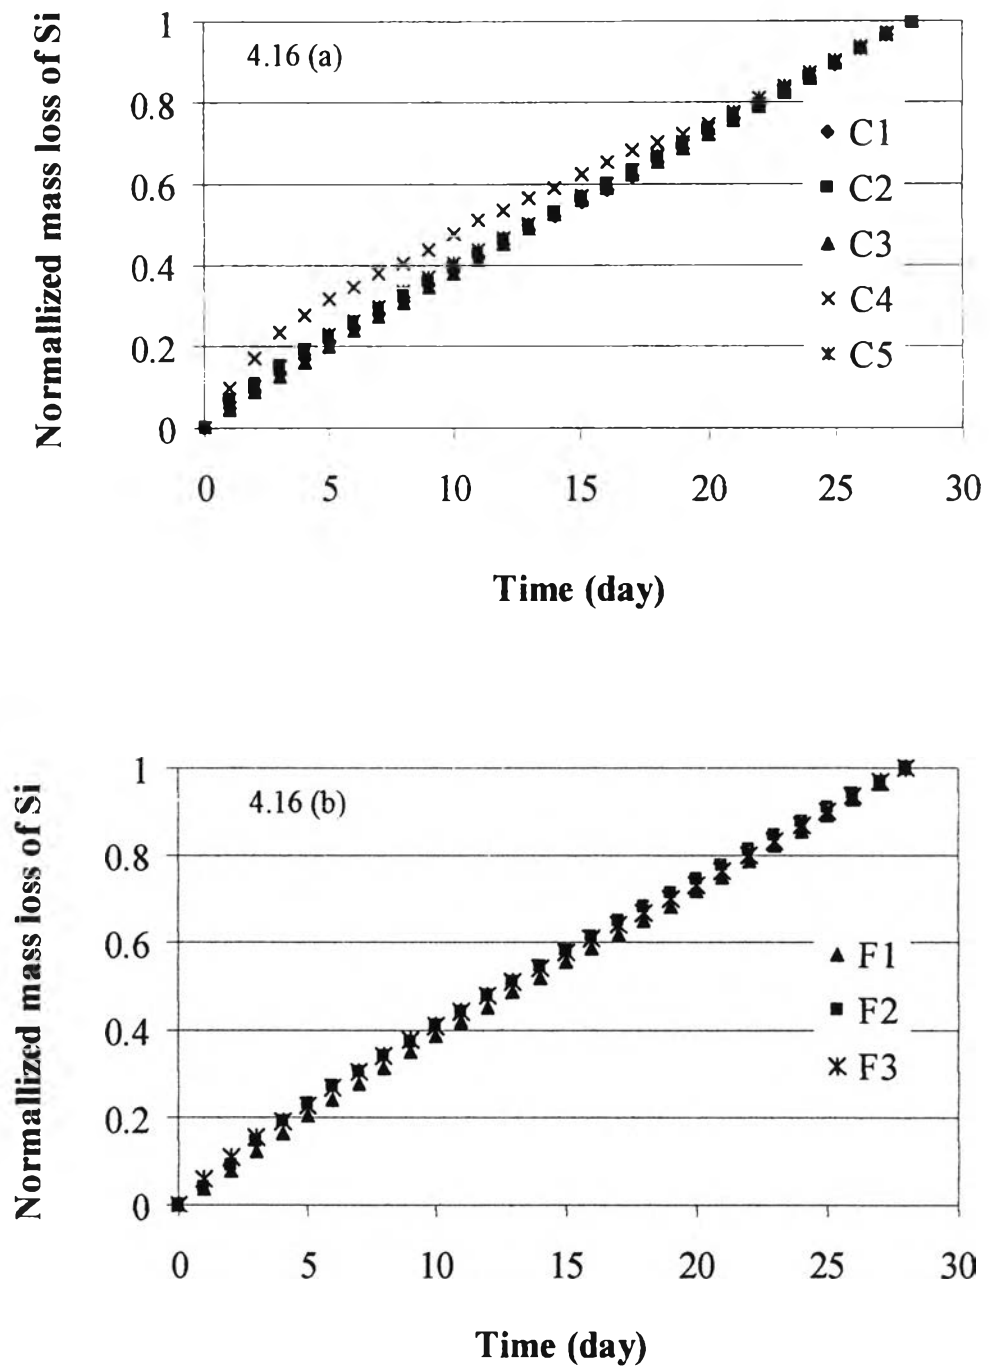 Normallized mass loss of Si
4.16 (a)
1
0.8
0.6
0.4
0.2
0
0 5 10 15 20 25 30
C1
C2
C3
C4
C5
Time (day)
Normallized mass loss of Si
4.16 (b)
1
0.8
0.6
0.4
0.2
0
0 5 10 15 20 25 30
F1
F2
F3
Time (day)